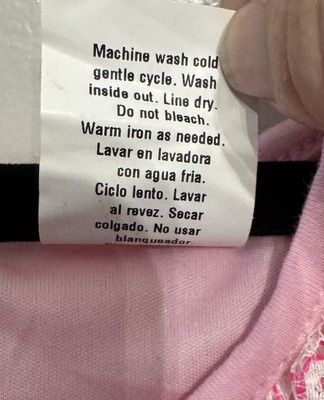 Machine wash cold
gentle cycle. Wash
inside out. Line dry.
Do not bleach.
Warm iron as needed.
Lavar en lavadora
con agua fria.
Ciclo lento. Lavar
al revez. Secar
colgado. No usar
blanqueador.